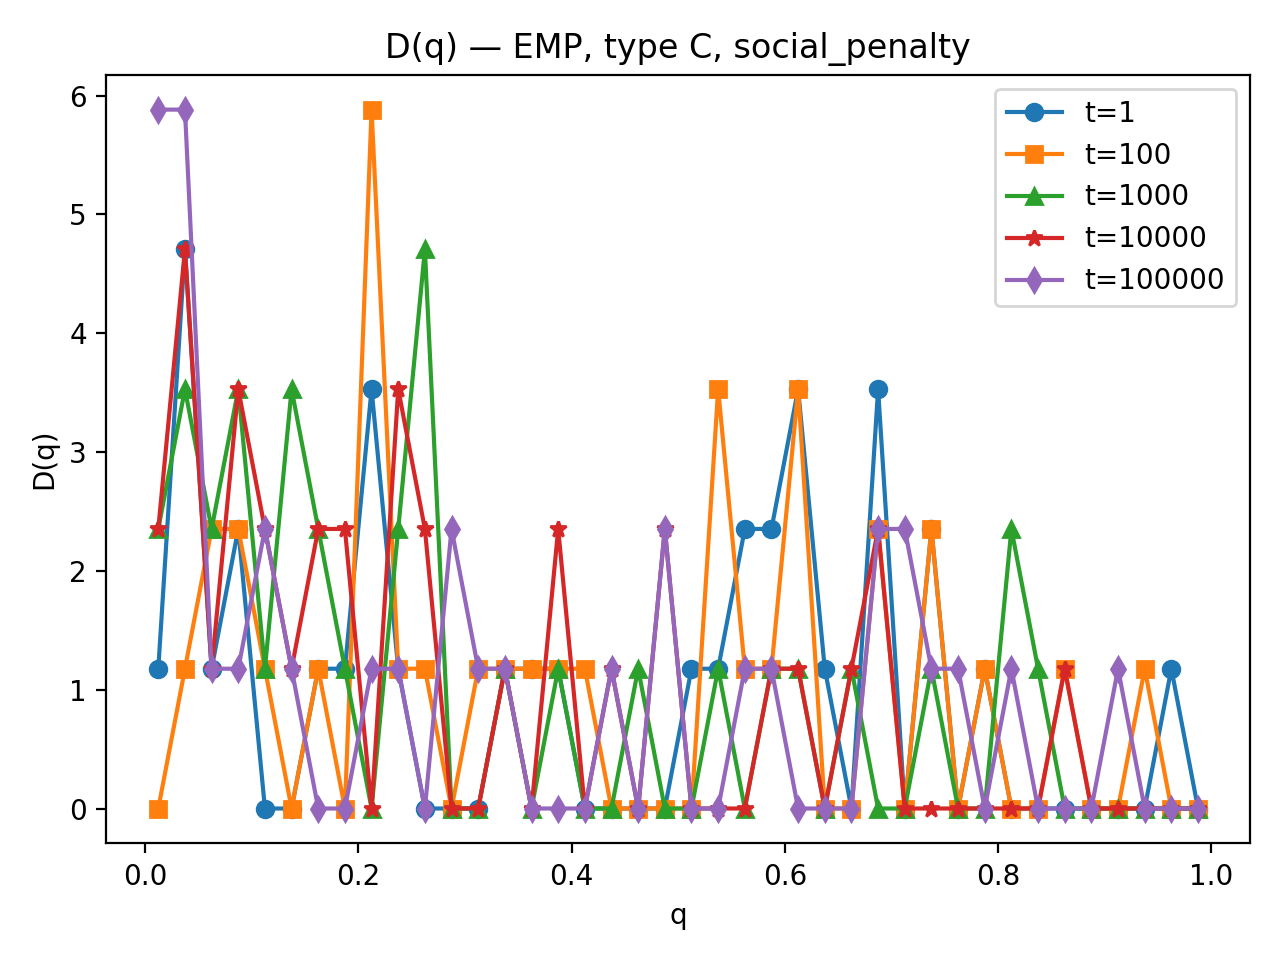 D(q) — EMP, type C, social_penalty
t=1
t=100
t=1000
t=10000
t=100000
6
5
4
3
2
1
0
D(q)
0.0 0.2 0.4 0.6 0.8 1.0
q